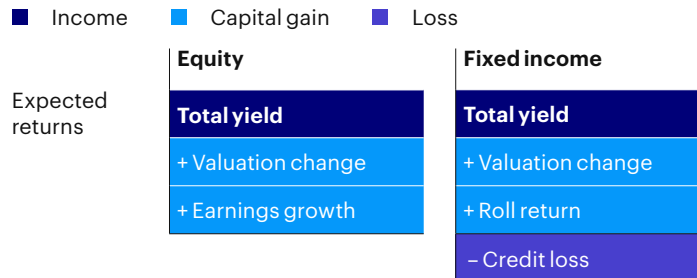 Income Capital gain Loss
Equity Fixed income
Expected
returns
Total yield Total yield
+ Valuation change + Valuation change
+ Earnings growth + Roll return
– Credit loss